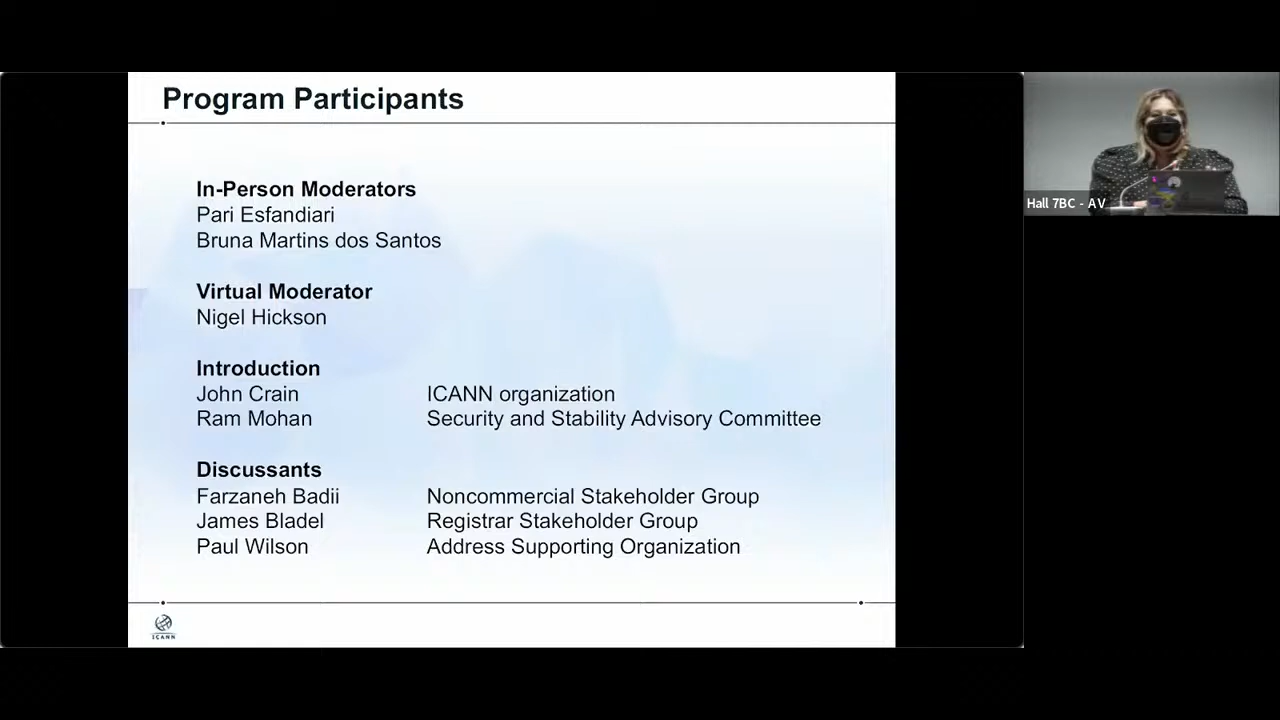 Program Participants
In-Person Moderators
Pari Esfandiari
Bruna Martins dos Santos
Virtual Moderator
Nigel Hickson
Introduction
John Crain ICANN organization
Ram Mohan Security and Stability Advisory Committee
Discussants
Farzaneh Badii Noncommercial Stakeholder Group
James Bladel Registrar Stakeholder Group
Paul Wilson Address Supporting Organization
ICANN
Hall 7BC - AV